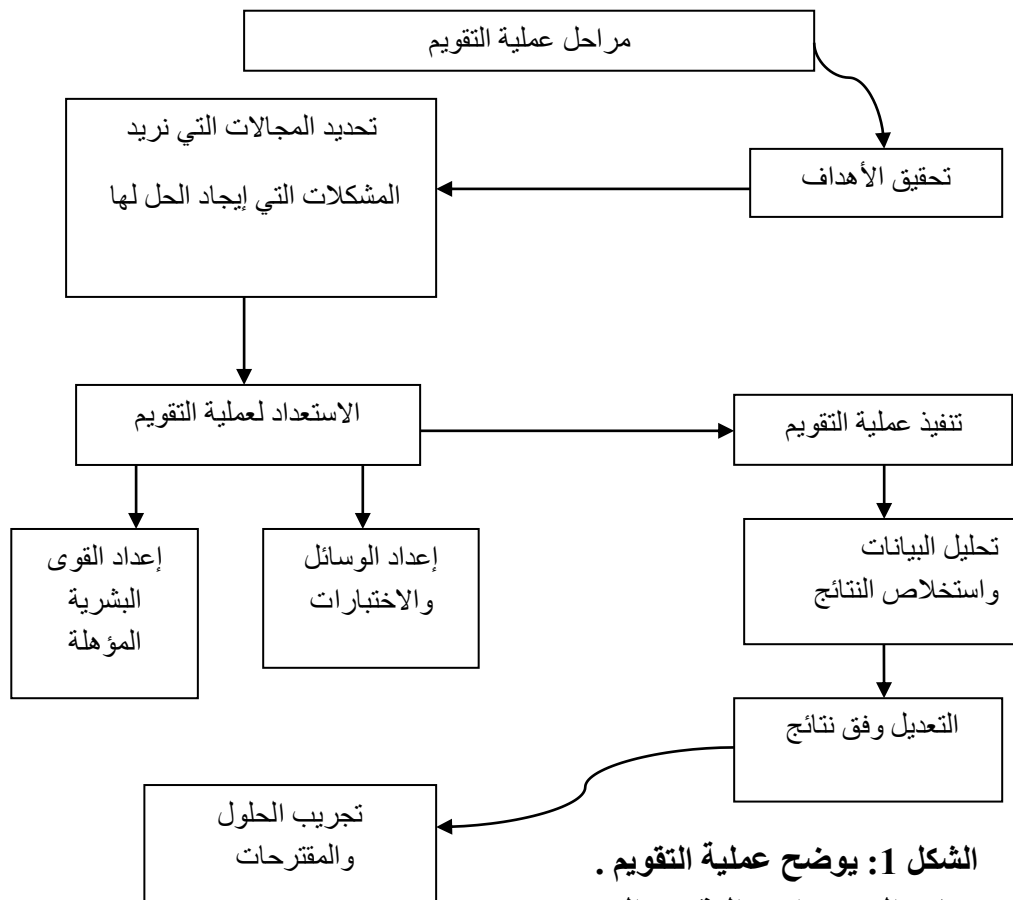 مراحل عملية التقويم
تحقيق الأهداف
تحديد المجالات التي نريد
المشكلات التي إيجاد الحل لها
الاستعداد لعملية التقويم
تنفيذ عملية التقويم
إعداد الوسائل
والاختبارات
إعداد القوى
البشرية
المؤهلة
تحليل البيانات
واستخلاص النتائج
التعديل وفق نتائج
تجريب الحلول
والمقترحات
الشكل 1: يوضح عملية التقويم .